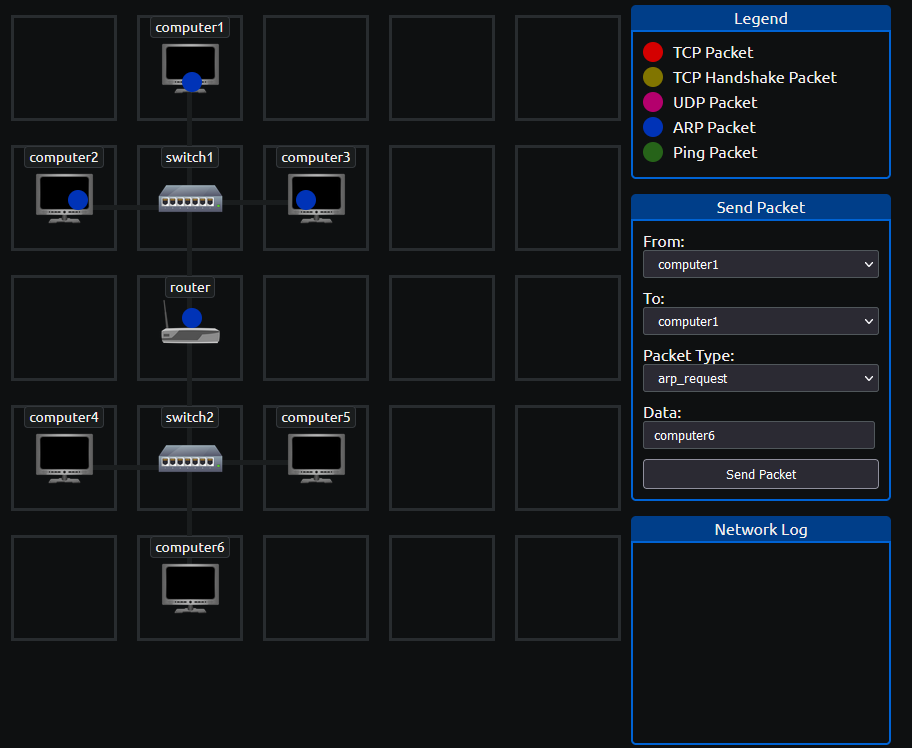 computer1
computer2
switch1
computer3
router
computer4
switch2
computer5
computer6
Legend
TCP Packet
TCP Handshake Packet
UDP Packet
ARP Packet
Ping Packet
Send Packet
From:
computer1
To:
computer1
Packet Type:
arp_request
Data:
computer6
Send Packet
Network Log